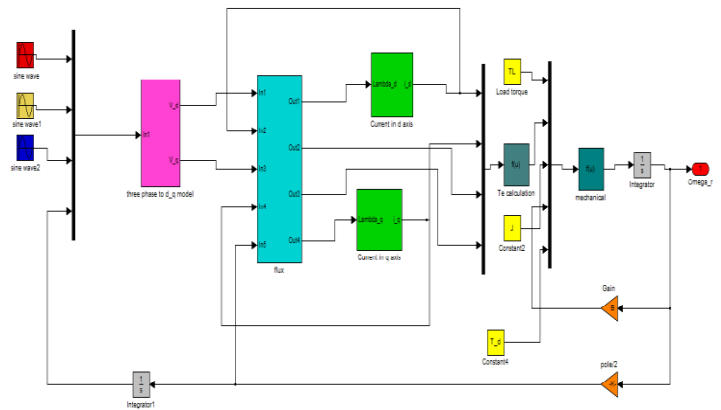 sine wave
sine wave1
sine wave2
In1
V_d
V_q
three phase to d_q model
In1
In2
In3
In4
In5
Out1
Out2
Out3
Out4
flux
Lambda_d
i_d
Current in d axis
Lambda_q
i_q
Current in q axis
TL
Load torque
f(u)
Te calculation
J
Constant2
T_d
Constant4
f(u)
mechanical
1
s
Integrator
1
Omega_r
Gain
B
pole/2
-K-
1
s
Integrator1